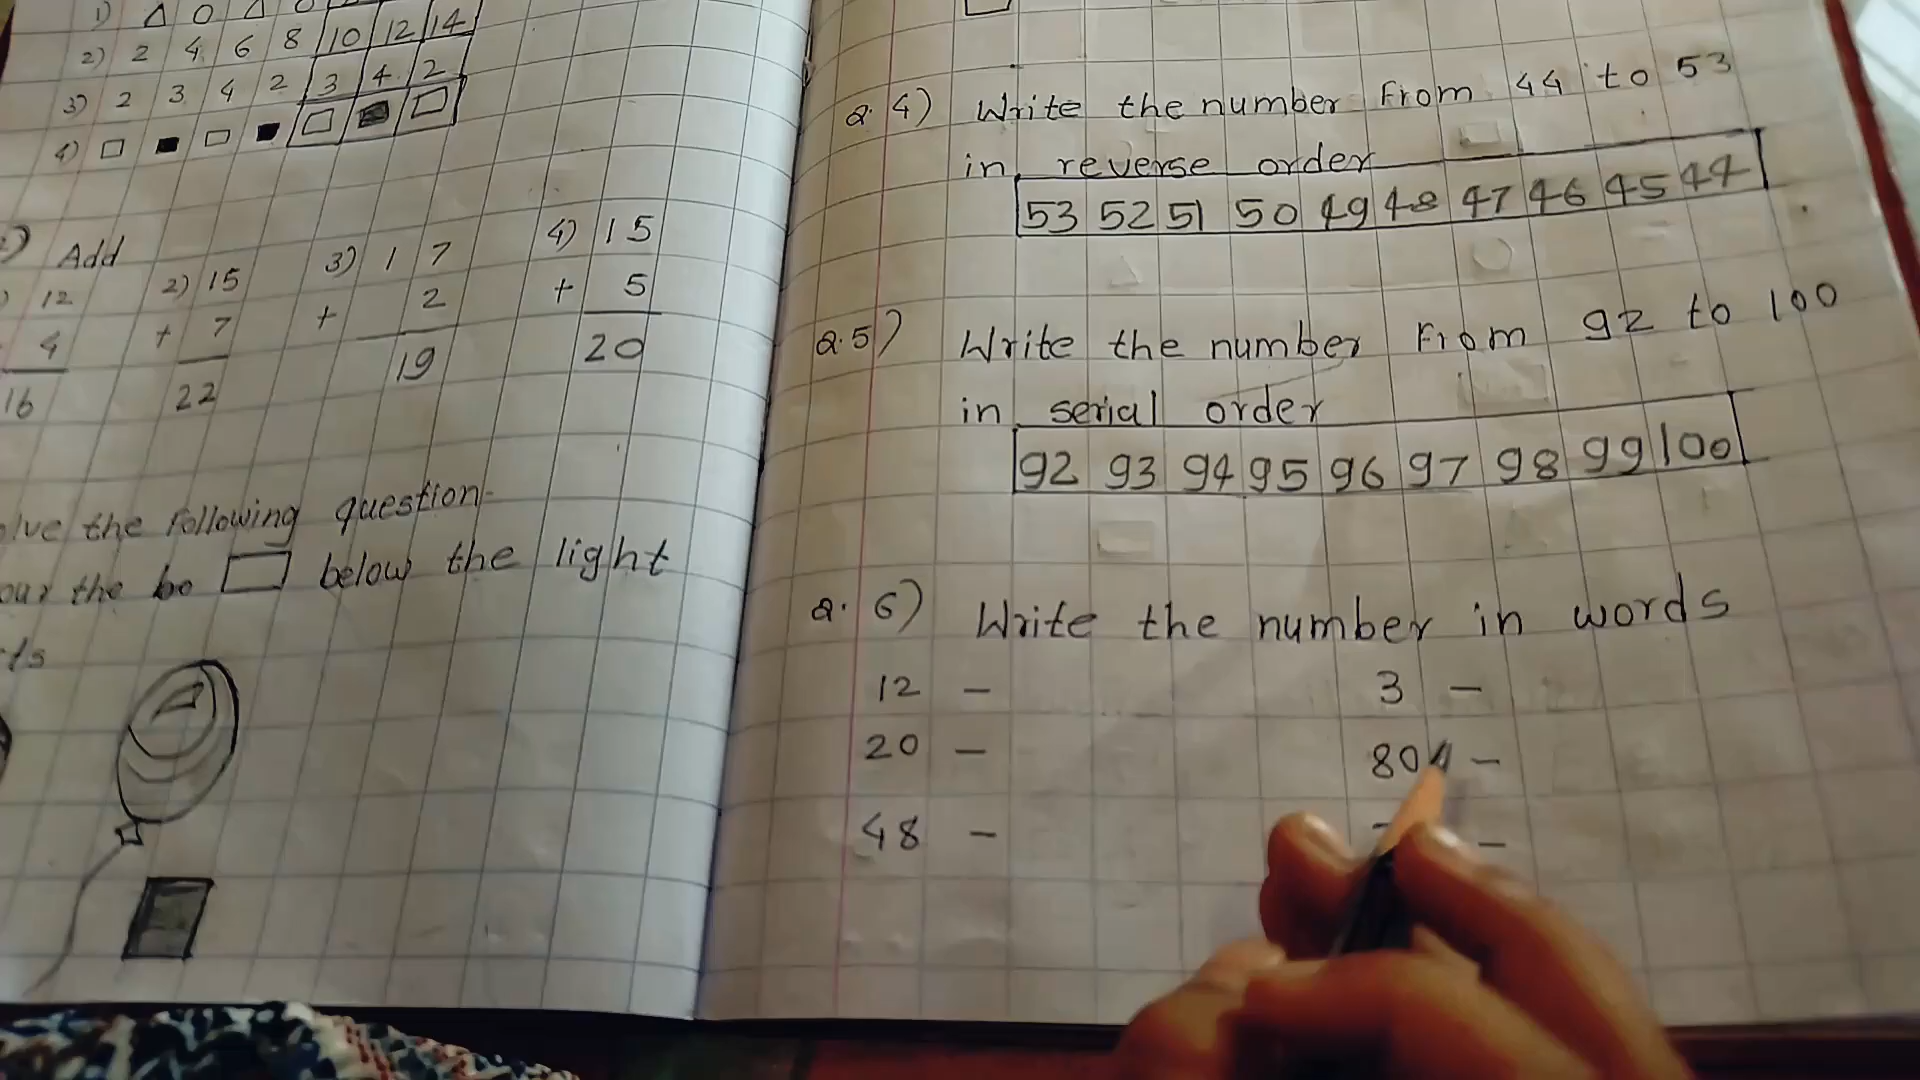 1)
2) 2 4 6 8 10 12 14
3) 2 3 4 2 3 4 2
4)
Add
12
4
16
2) 15
+ 7
22
3) 17
+ 2
19
4) 15
+ 5
20
the following question
the bo below the light
Q. 4) Write the number From 44 to 53
in reverse order
53 52 51 50 49 48 47 46 45 44
Q.5) Write the number From 92 to 100
in serial order
92 93 94 95 96 97 98 99 100
Q. 6) Write the number in words
12 – 3 –
20 – 804 –
48 – –